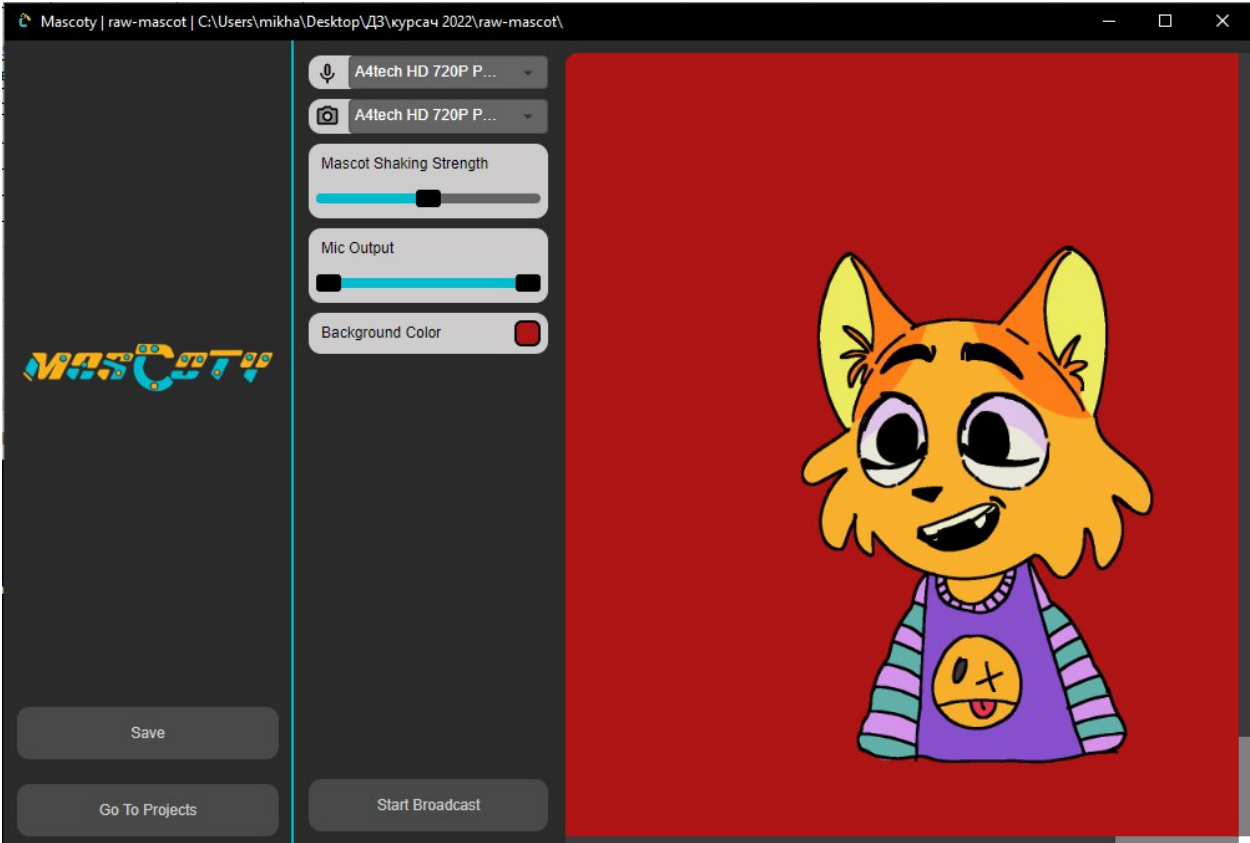 Mascoty | raw-mascot | C:\Users\mikha\Desktop\ДЗ\курсач 2022\raw-mascot\
A4tech HD 720P P...
A4tech HD 720P P...
Mascot Shaking Strength
Mic Output
Background Color
MASCOTY
Save
Go To Projects
Start Broadcast